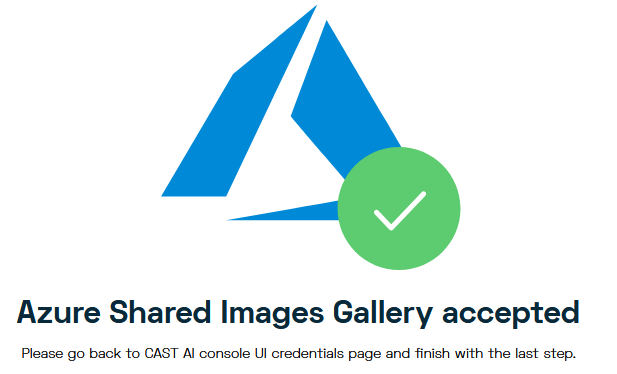 Azure Shared Images Gallery accepted
Please go back to CAST AI console UI credentials page and finish with the last step.